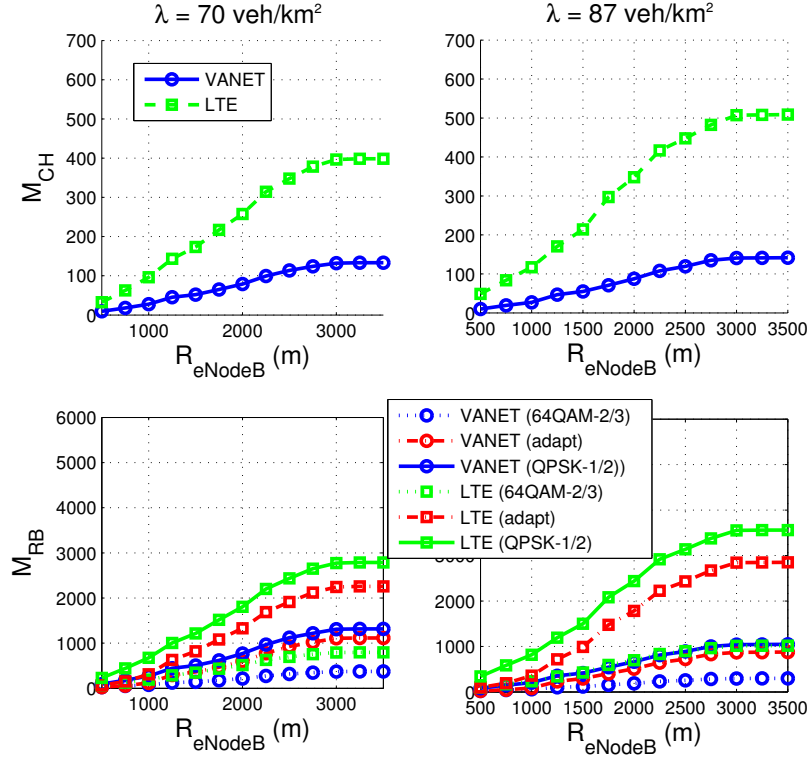 λ = 70 veh/km²
λ = 87 veh/km²
M_CH
700
600
500
400
300
200
100
0
VANET
LTE
1000 2000 3000
R_eNodeB (m)
700
600
500
400
300
200
100
0
500 1000 1500 2000 2500 3000 3500
R_eNodeB (m)
M_RB
6000
5000
4000
3000
2000
1000
0
1000 2000 3000
R_eNodeB (m)
VANET (64QAM-2/3)
VANET (adapt)
VANET (QPSK-1/2))
LTE (64QAM-2/3)
LTE (adapt)
LTE (QPSK-1/2)
1000
0
500 1000 1500 2000 2500 3000 3500
R_eNodeB (m)